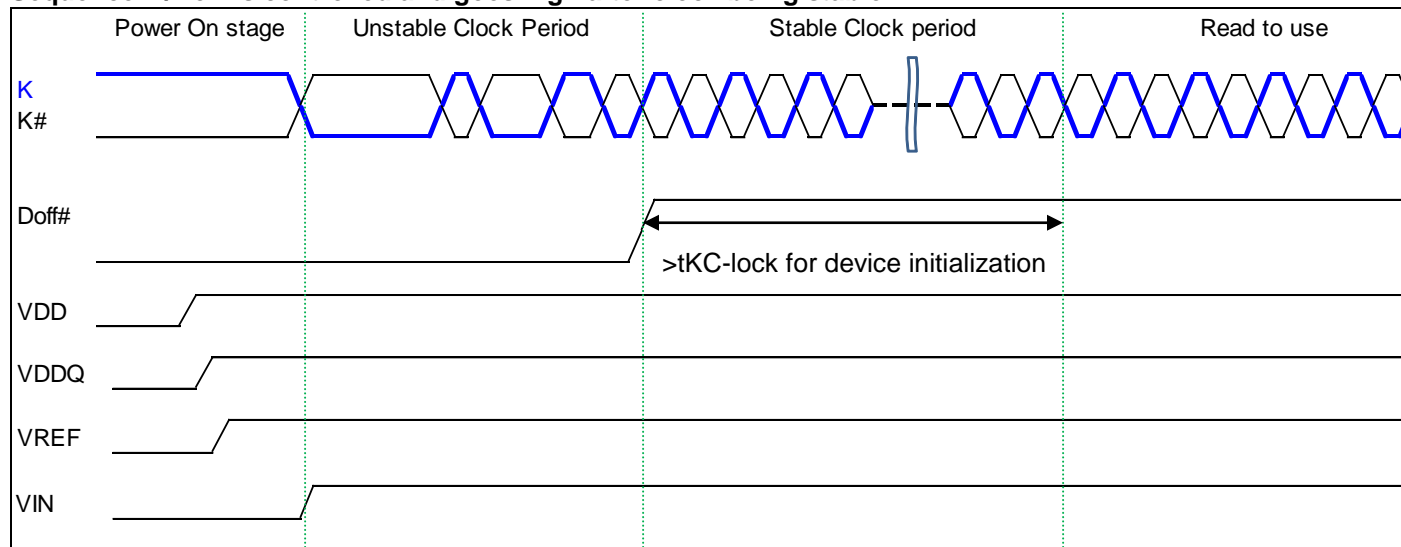 Power On stage Unstable Clock Period Stable Clock period Read to use
K
K#
Doff#
>tKC-lock for device initialization
VDD
VDDQ
VREF
VIN